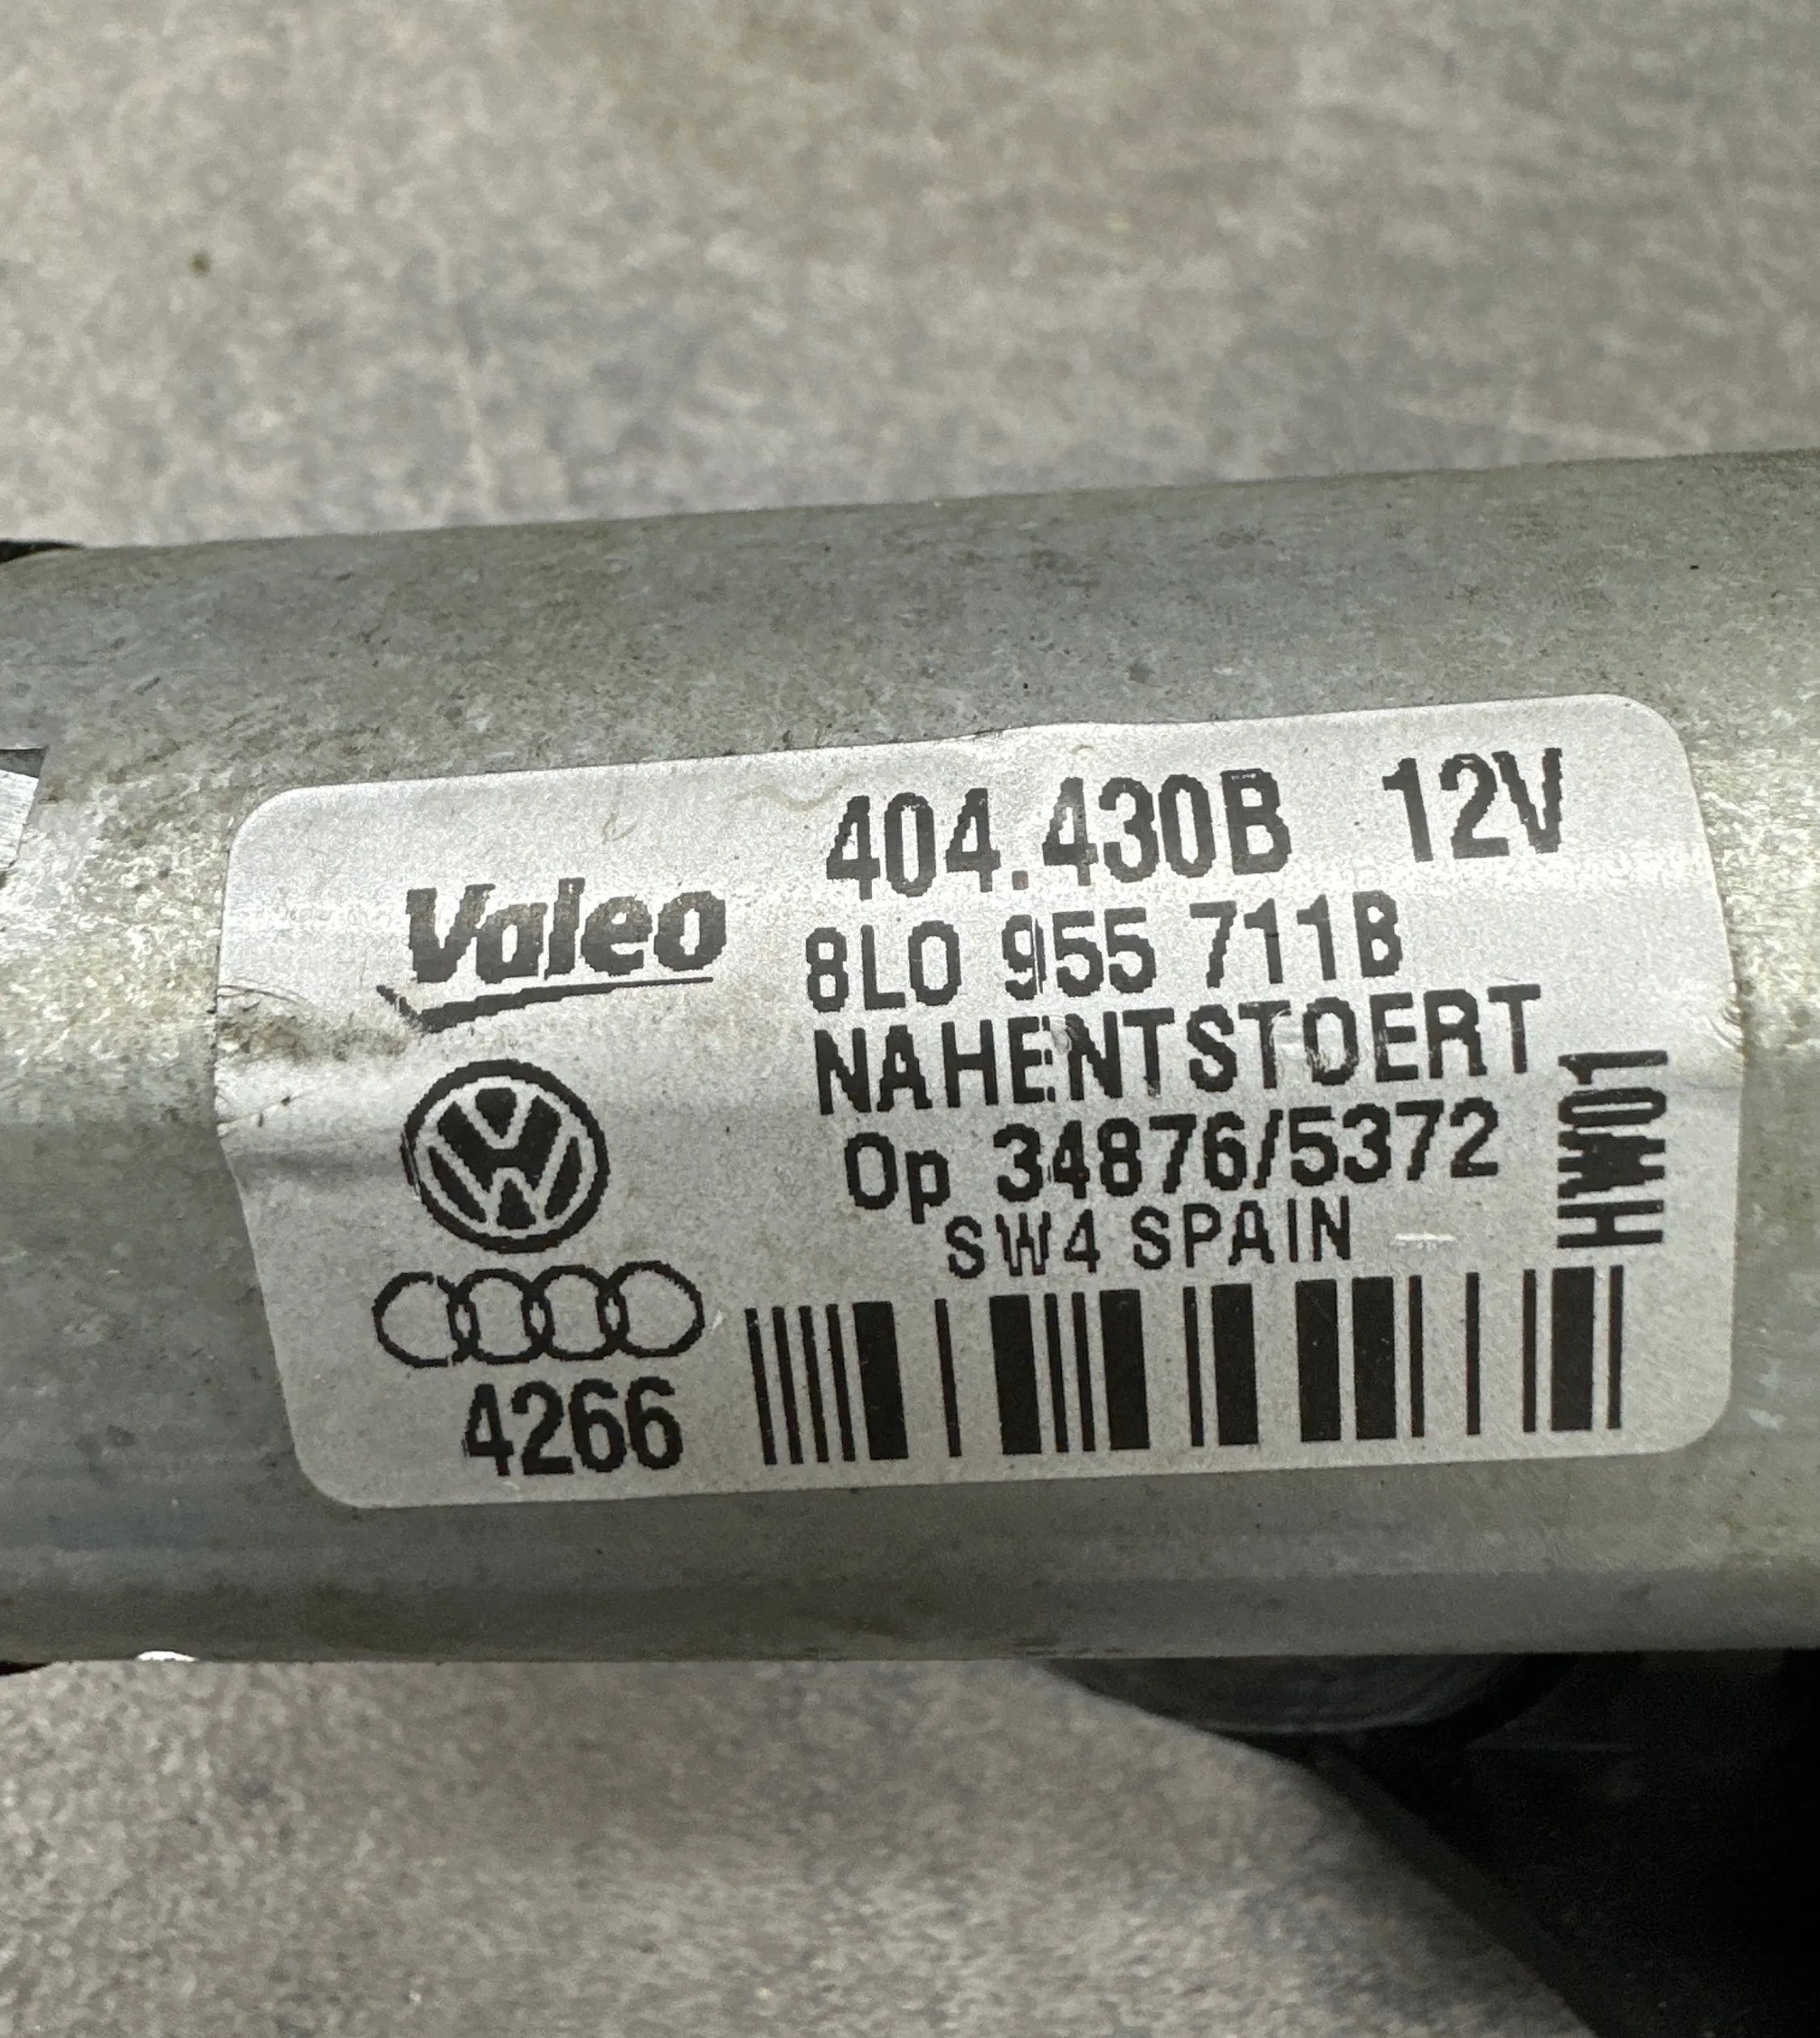 Valeo
404.430B 12V
8L0 955 711B
NAHENTSTOERT
Op 34876/5372
SW4 SPAIN
HW01
4266